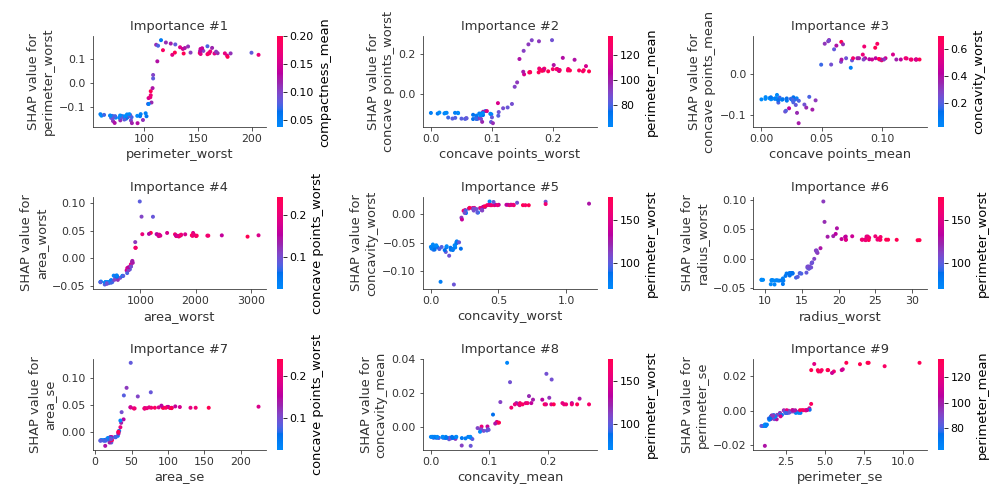 Importance #1
SHAP value for
perimeter_worst
0.1
0.0
−0.1
100
150
200
perimeter_worst
0.20
0.15
0.10
0.05
compactness_mean
Importance #2
SHAP value for
concave points_worst
0.2
0.0
0.0
0.2
concave points_worst
120
100
80
perimeter_mean
Importance #3
SHAP value for
concave points_mean
0.0
−0.1
0.00
0.05
0.10
concave points_mean
0.6
0.4
0.2
concavity_worst
Importance #4
SHAP value for
area_worst
0.10
0.05
0.00
−0.05
1000
2000
3000
area_worst
0.2
0.1
concave points_worst
Importance #5
SHAP value for
concavity_worst
0.00
−0.05
−0.10
0.0
0.5
1.0
concavity_worst
150
100
perimeter_worst
Importance #6
SHAP value for
radius_worst
0.10
0.05
0.00
−0.05
10
15
20
25
30
radius_worst
150
100
perimeter_worst
Importance #7
SHAP value for
area_se
0.10
0.05
0.00
0
50
100
150
200
area_se
0.2
0.1
concave points_worst
Importance #8
SHAP value for
concavity_mean
0.04
0.02
0.00
0.0
0.1
0.2
concavity_mean
150
100
perimeter_worst
Importance #9
SHAP value for
perimeter_se
0.02
0.00
−0.02
2.5
5.0
7.5
10.0
perimeter_se
120
100
80
perimeter_mean